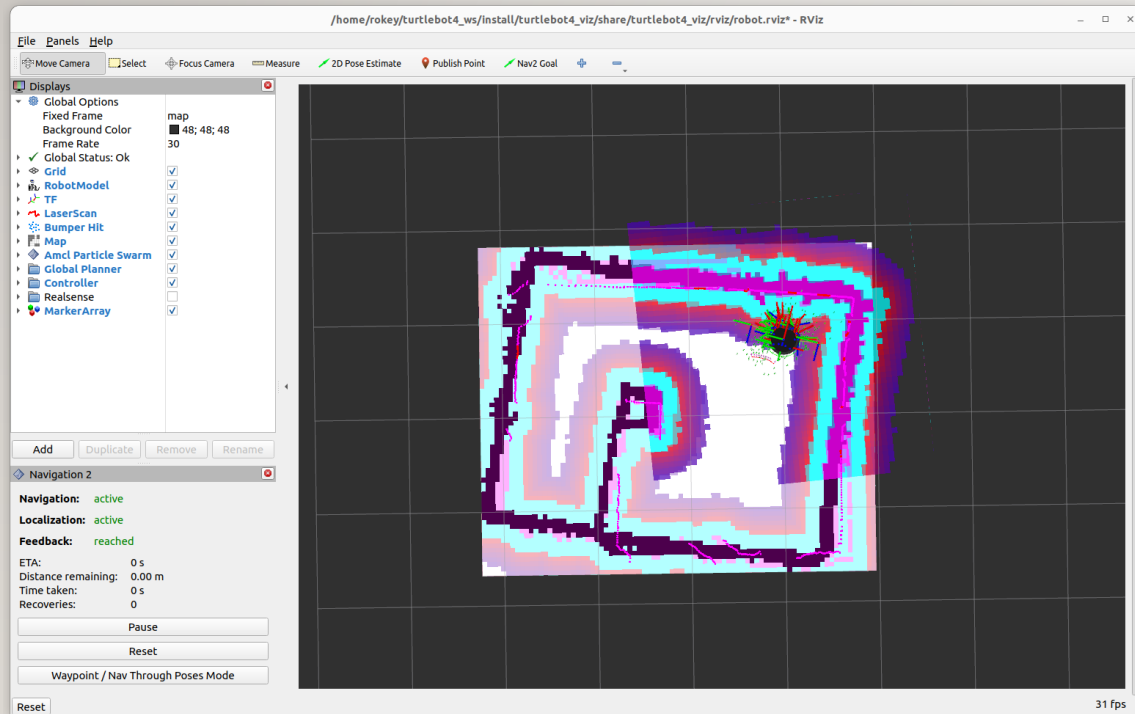 /home/rokey/turtlebot4_ws/install/turtlebot4_viz/share/turtlebot4_viz/rviz/robot.rviz* - RViz
File Panels Help
Move Camera Select Focus Camera Measure 2D Pose Estimate Publish Point Nav2 Goal
Displays
Global Options
Fixed Frame map
Background Color 48; 48; 48
Frame Rate 30
Global Status: Ok
Grid
RobotModel
TF
LaserScan
Bumper Hit
Map
Amcl Particle Swarm
Global Planner
Controller
Realsense
MarkerArray
Add Duplicate Remove Rename
Navigation 2
Navigation: active
Localization: active
Feedback: reached
ETA: 0 s
Distance remaining: 0.00 m
Time taken: 0 s
Recoveries: 0
Pause
Reset
Waypoint / Nav Through Poses Mode
Reset 31 fps